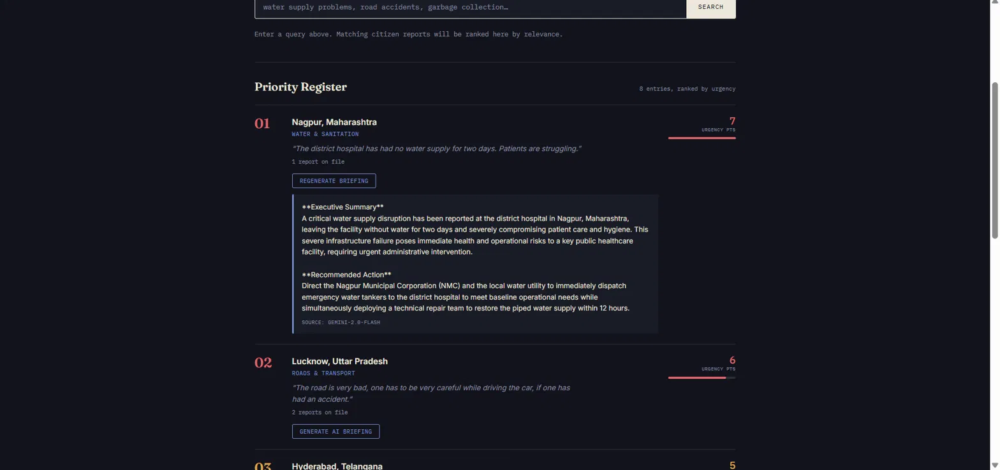 water supply problems, road accidents, garbage collection…
SEARCH
Enter a query above. Matching citizen reports will be ranked here by relevance.
Priority Register
8 entries, ranked by urgency
01
Nagpur, Maharashtra
7
URGENCY PTS
WATER & SANITATION
“The district hospital has had no water supply for two days. Patients are struggling.”
1 report on file
REGENERATE BRIEFING
**Executive Summary**
A critical water supply disruption has been reported at the district hospital in Nagpur, Maharashtra,
leaving the facility without water for two days and severely compromising patient care and hygiene. This
severe infrastructure failure poses immediate health and operational risks to a key public healthcare
facility, requiring urgent administrative intervention.
**Recommended Action**
Direct the Nagpur Municipal Corporation (NMC) and the local water utility to immediately dispatch
emergency water tankers to the district hospital to meet baseline operational needs while
simultaneously deploying a technical repair team to restore the piped water supply within 12 hours.
SOURCE: GEMINI-2.0-FLASH
02
Lucknow, Uttar Pradesh
6
URGENCY PTS
ROADS & TRANSPORT
“The road is very bad, one has to be very careful while driving the car, if one has
had an accident.”
2 reports on file
GENERATE AI BRIEFING
03
Hyderabad, Telangana
5